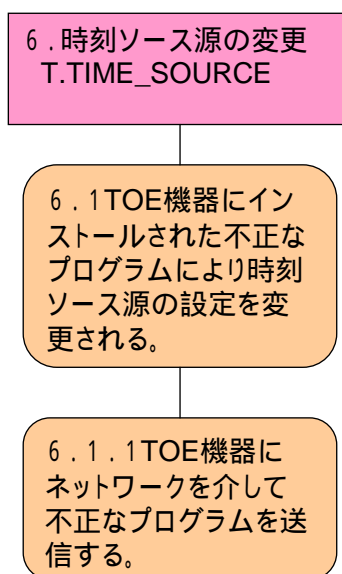 6.時刻ソース源の変更
T.TIME_SOURCE
6.1TOE機器にイン
ストールされた不正な
プログラムにより時刻
ソース源の設定を変
更される。
6.1.1TOE機器に
ネットワークを介して
不正なプログラムを送
信する。